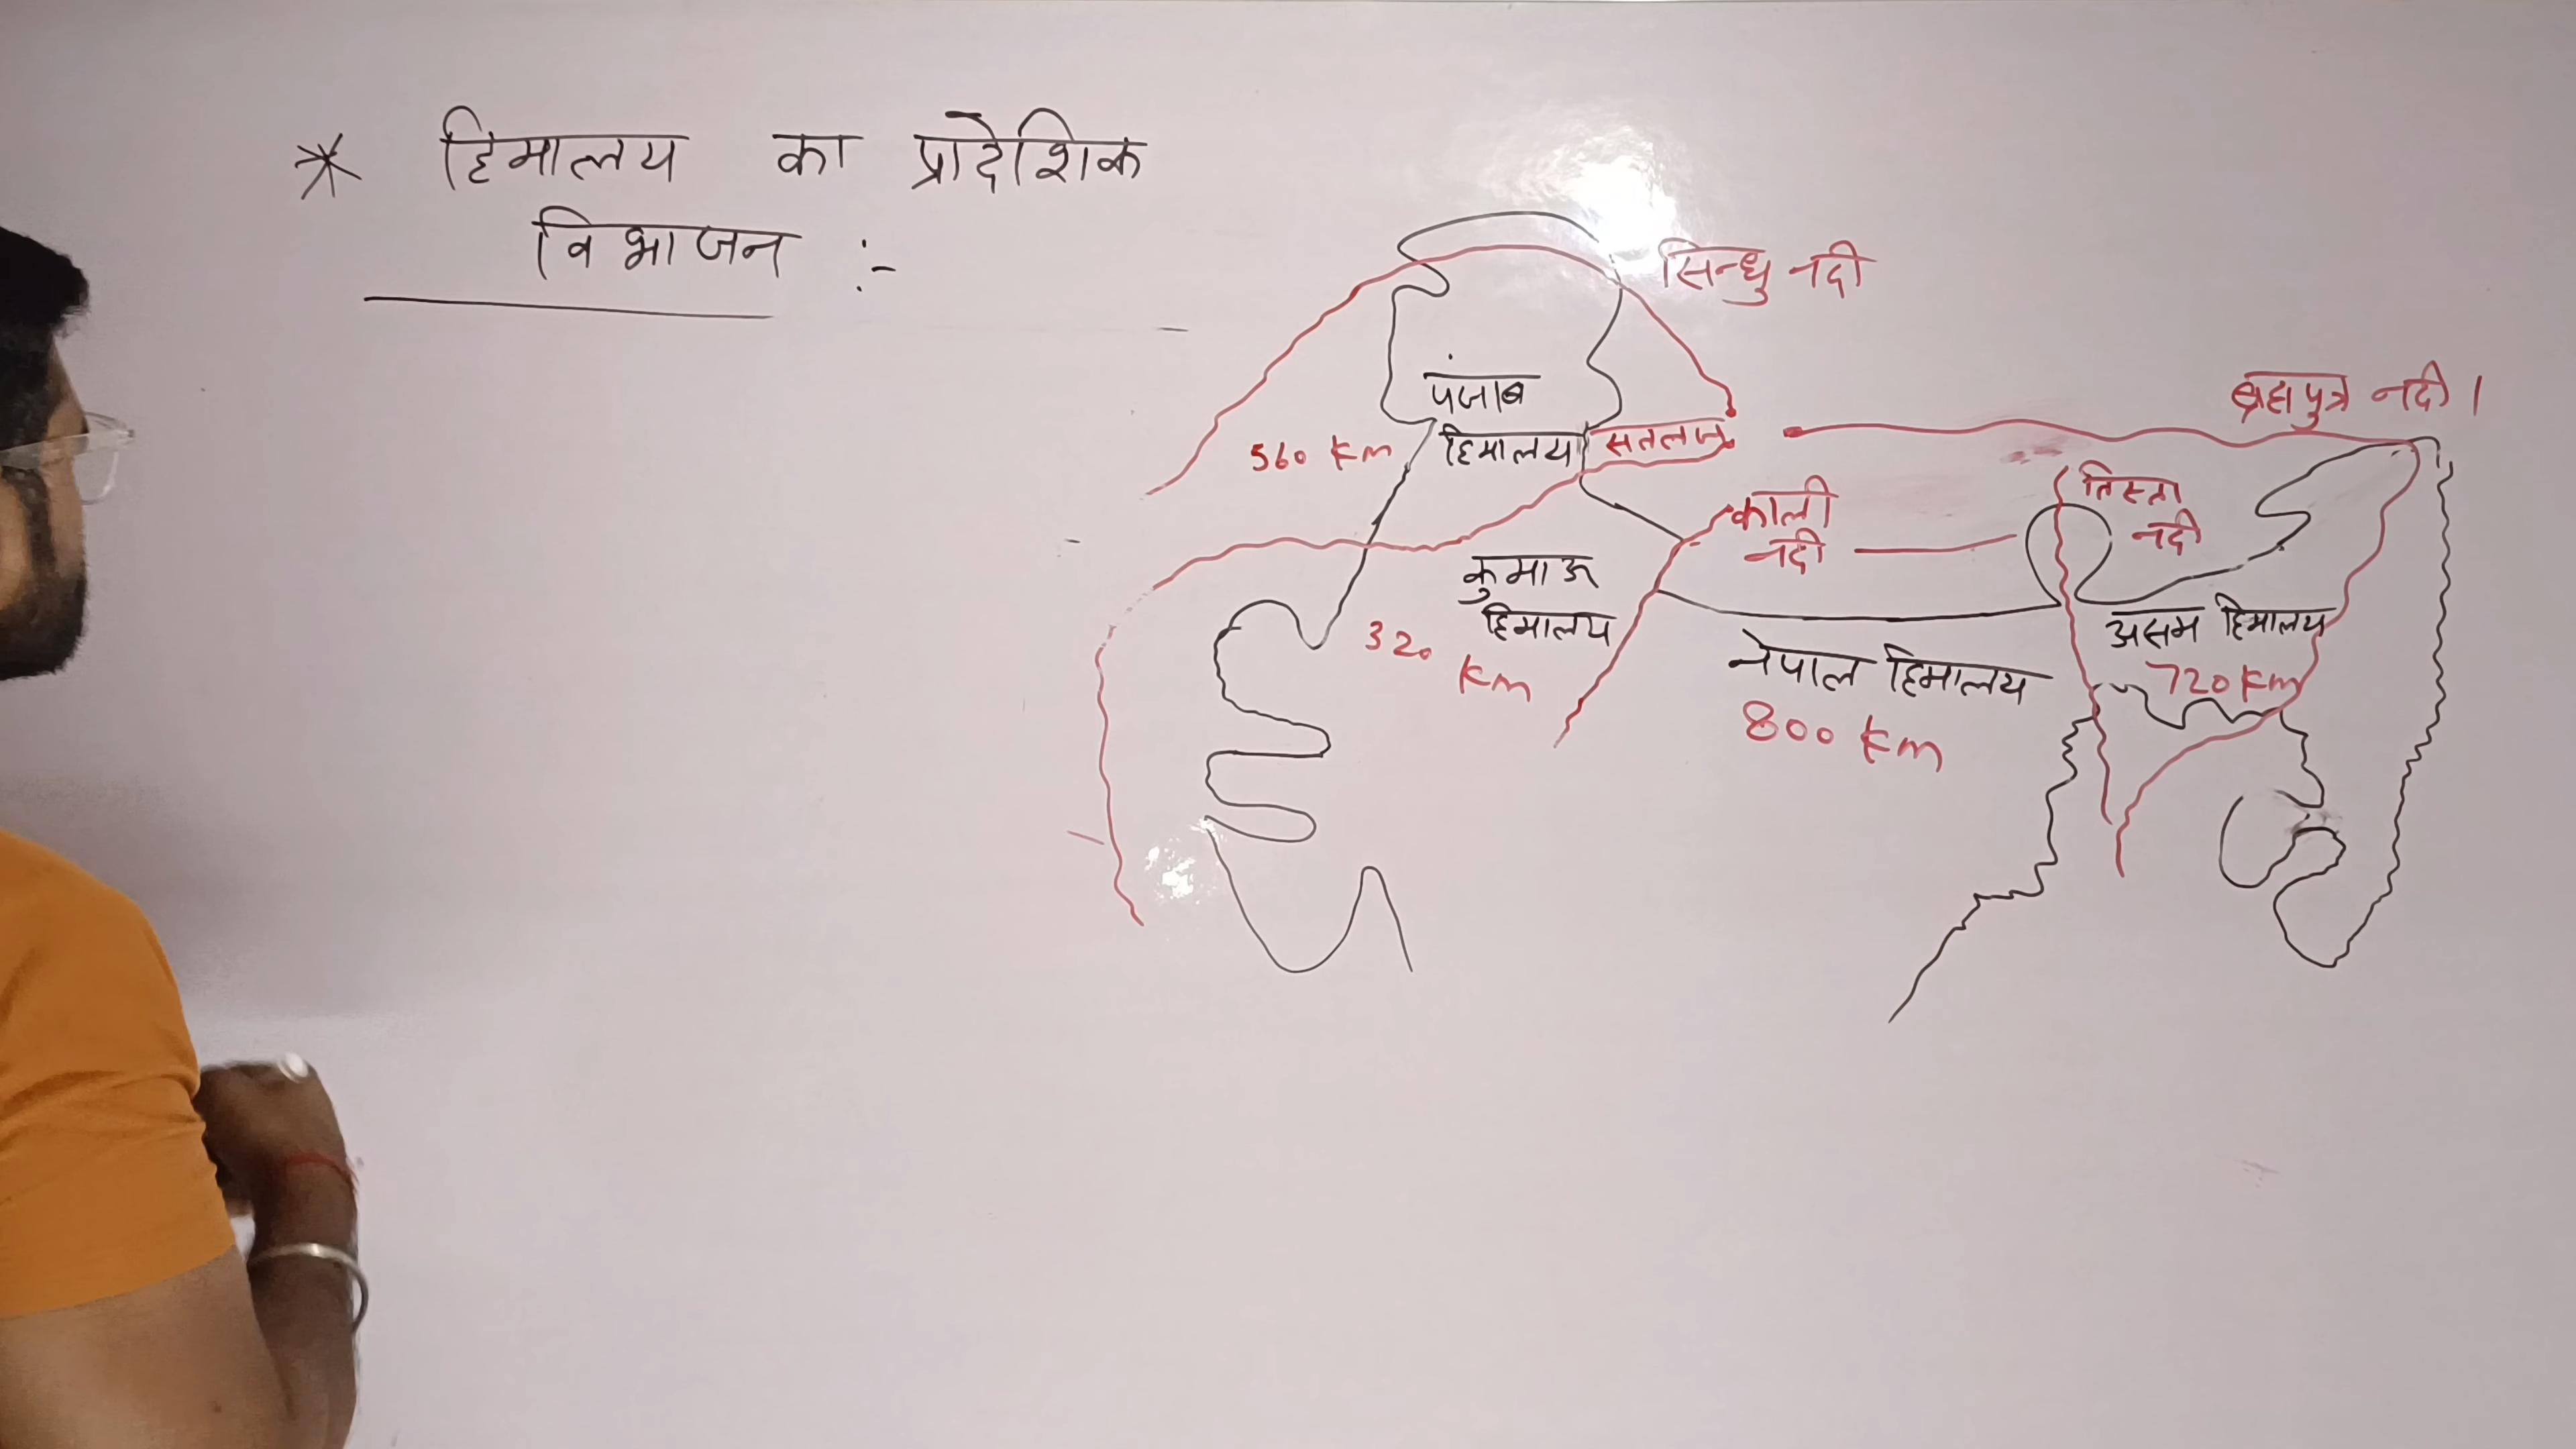 * हिमालय का प्रादेशिक
विभाजन :-
सिन्धु नदी
ब्रह्मपुत्र नदी ।
पंजाब
हिमालय
560 km
सतलज
काली
नदी
तिस्ता
नदी
कुमाऊ
हिमालय
320
km
नेपाल हिमालय
800 km
असम हिमालय
720 km